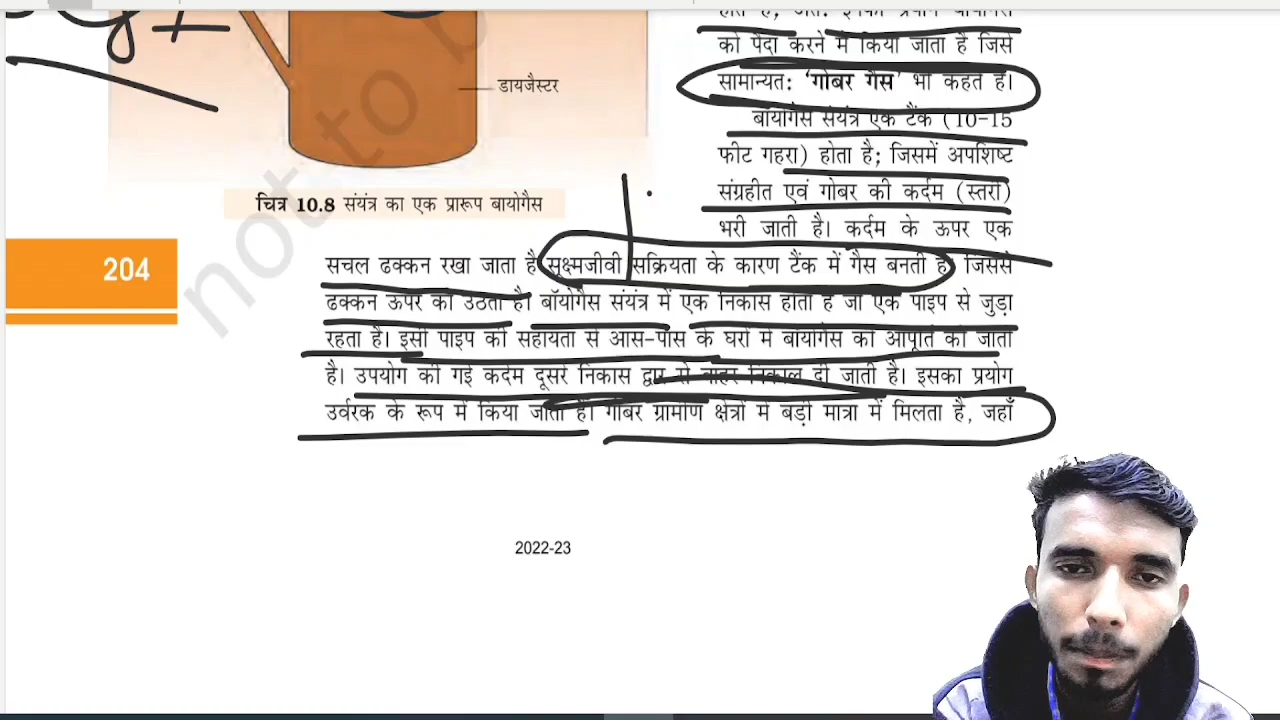 डायजैस्टर
चित्र 10.8 संयंत्र का एक प्रारूप बायोगैस
204
को पैदा करने में किया जाता है जिसे
सामान्यत: ‘गोबर गैस’ भी कहते हैं।
बॉयोगैस संयंत्र एक टैंक (10-15
फीट गहरा) होता है; जिसमें अपशिष्ट
संग्रहीत एवं गोबर की कर्दम (स्लरी)
भरी जाती है। कर्दम के ऊपर एक
सचल ढक्कन रखा जाता है सूक्ष्मजीवी सक्रियता के कारण टैंक में गैस बनती है जिससे
ढक्कन ऊपर को उठता है। बॉयोगैस संयंत्र में एक निकास होता है जो एक पाइप से जुड़ा
रहता है। इसी पाइप की सहायता से आस-पास के घरों में बॉयोगैस की आपूर्ति की जाती
है। उपयोग की गई कर्दम दूसरे निकास द्वार से बाहर निकाल दी जाती है। इसका प्रयोग
उर्वरक के रूप में किया जाता है। गोबर ग्रामीण क्षेत्रों में बड़ी मात्रा में मिलता है, जहाँ
2022-23
not to b